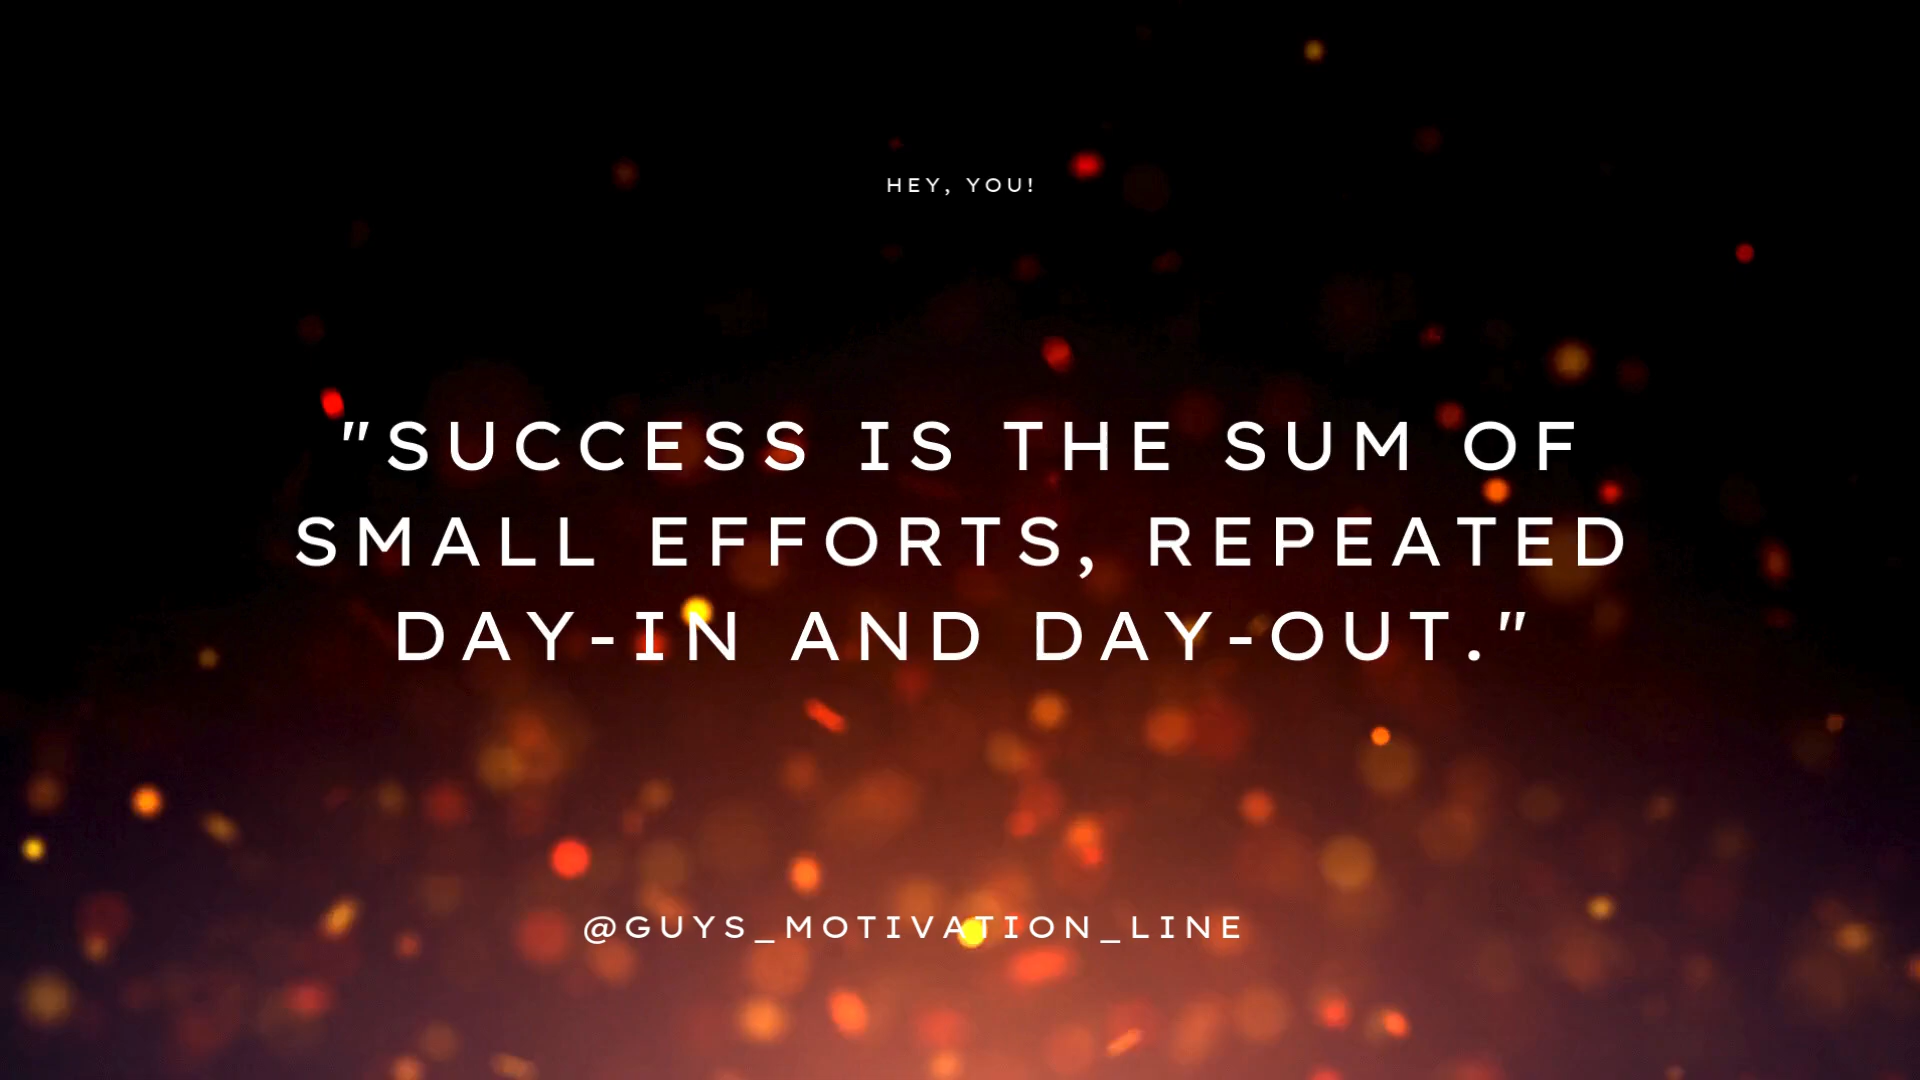 HEY, YOU!
"SUCCESS IS THE SUM OF
SMALL EFFORTS, REPEATED
DAY-IN AND DAY-OUT."
@GUYS_MOTIVATION_LINE